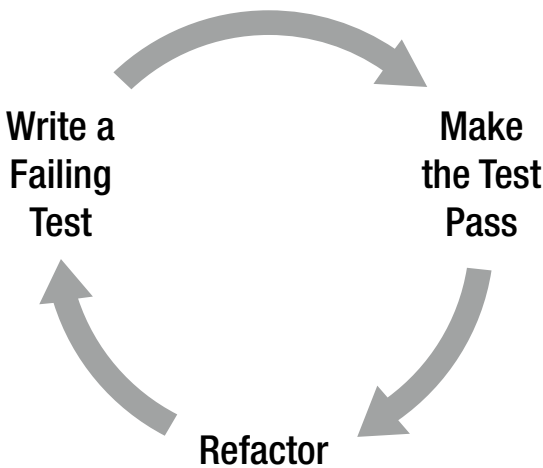 Write a
Failing
Test
Make
the Test
Pass
Refactor